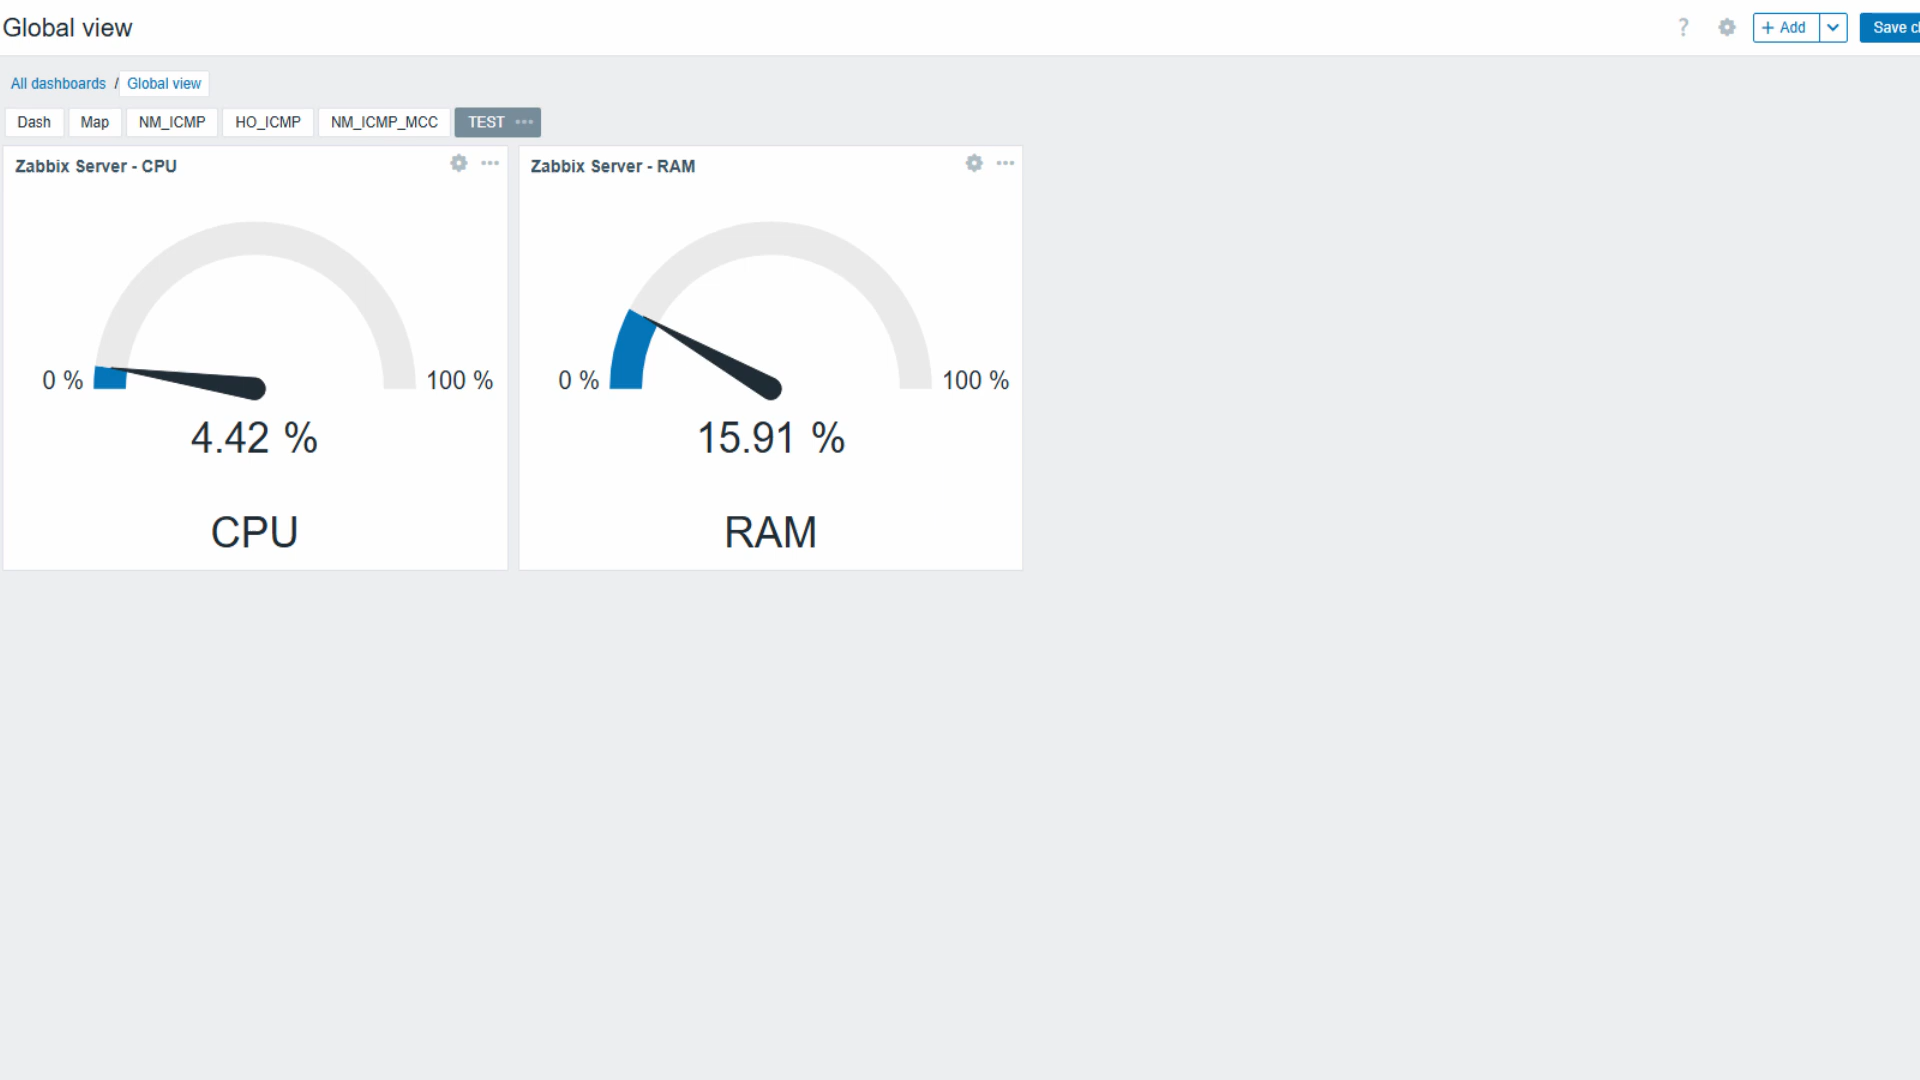 Global view
? + Add Save c
All dashboards / Global view
Dash Map NM_ICMP HO_ICMP NM_ICMP_MCC TEST •••
Zabbix Server - CPU
0 % 100 %
4.42 %
CPU
Zabbix Server - RAM
0 % 100 %
15.91 %
RAM